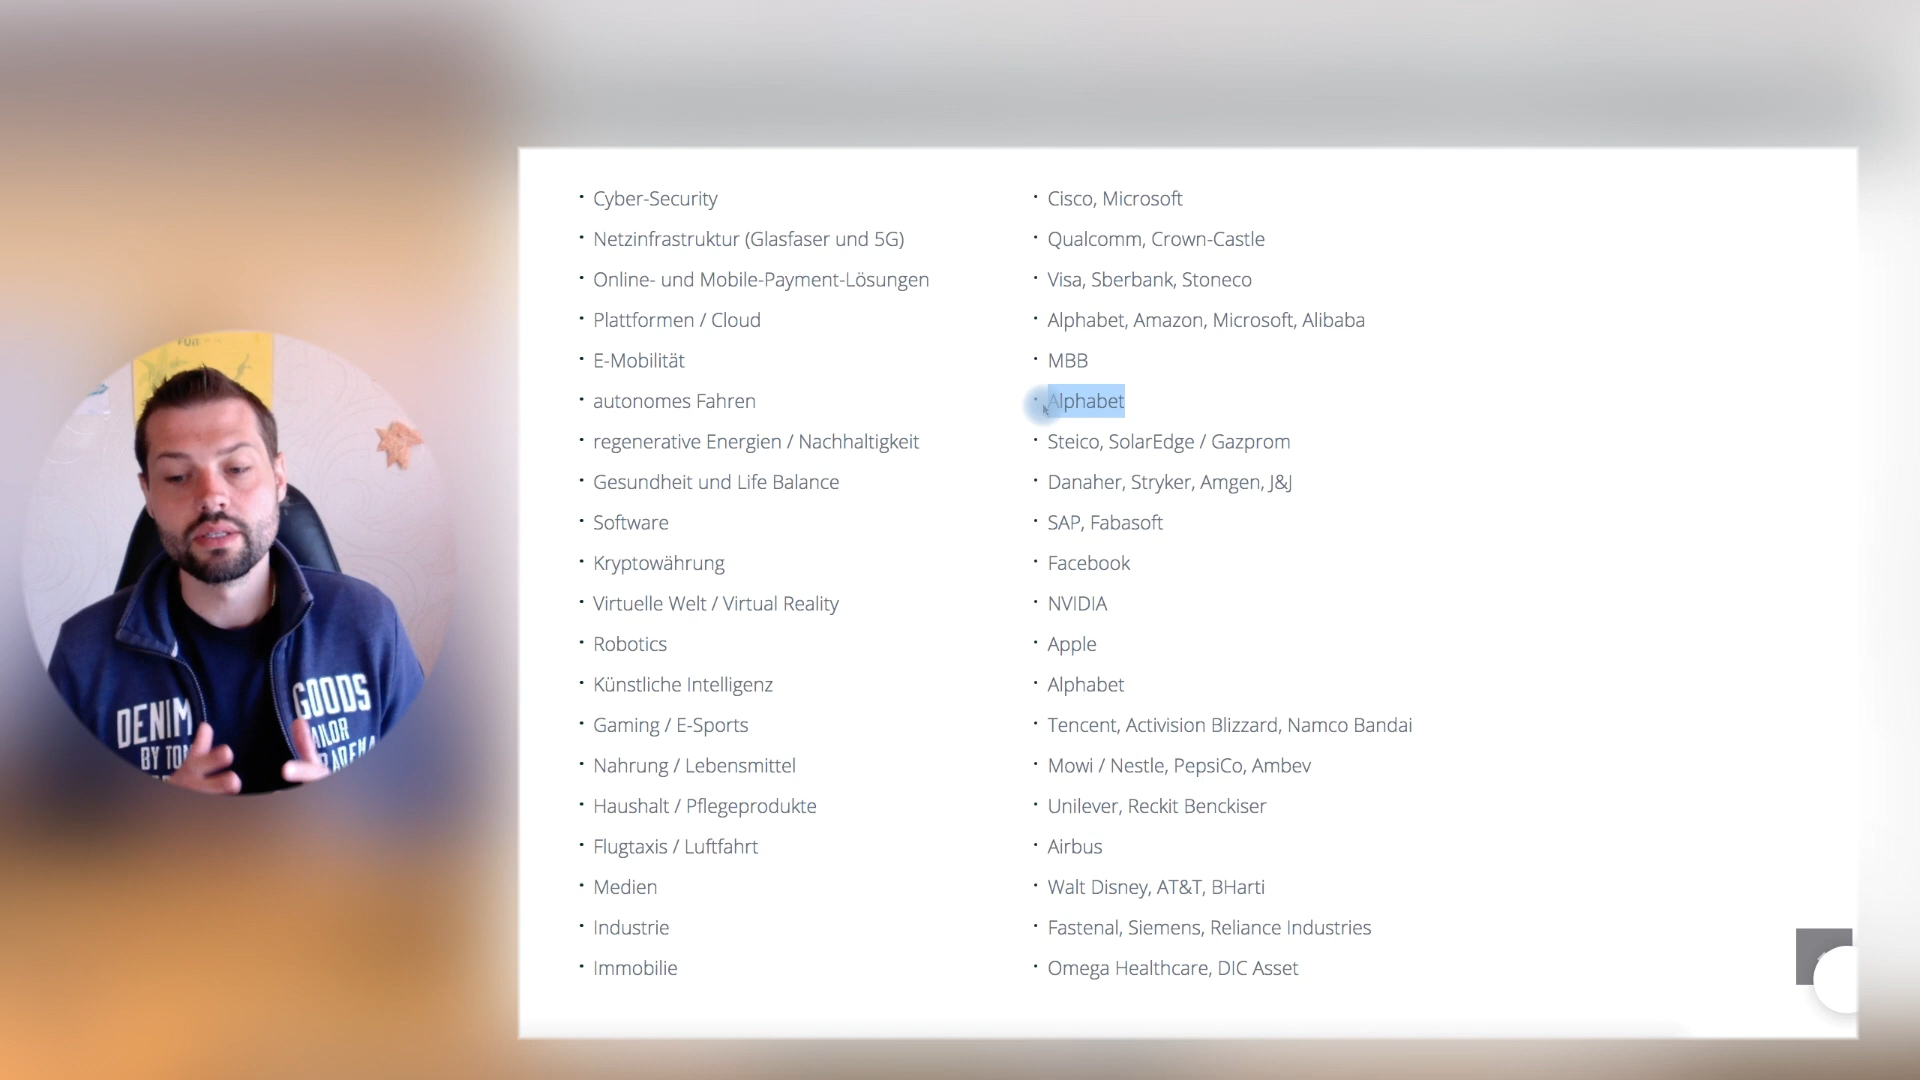 Cyber-Security
Cisco, Microsoft
Netzinfrastruktur (Glasfaser und 5G)
Qualcomm, Crown-Castle
Online- und Mobile-Payment-Lösungen
Visa, Sberbank, Stoneco
Plattformen / Cloud
Alphabet, Amazon, Microsoft, Alibaba
E-Mobilität
MBB
autonomes Fahren
Alphabet
regenerative Energien / Nachhaltigkeit
Steico, SolarEdge / Gazprom
Gesundheit und Life Balance
Danaher, Stryker, Amgen, J&J
Software
SAP, Fabasoft
Kryptowährung
Facebook
Virtuelle Welt / Virtual Reality
NVIDIA
Robotics
Apple
Künstliche Intelligenz
Alphabet
Gaming / E-Sports
Tencent, Activision Blizzard, Namco Bandai
Nahrung / Lebensmittel
Mowi / Nestle, PepsiCo, Ambev
Haushalt / Pflegeprodukte
Unilever, Reckit Benckiser
Flugtaxis / Luftfahrt
Airbus
Medien
Walt Disney, AT&T, BHarti
Industrie
Fastenal, Siemens, Reliance Industries
Immobilie
Omega Healthcare, DIC Asset
DENIM
BY TO
GOODS